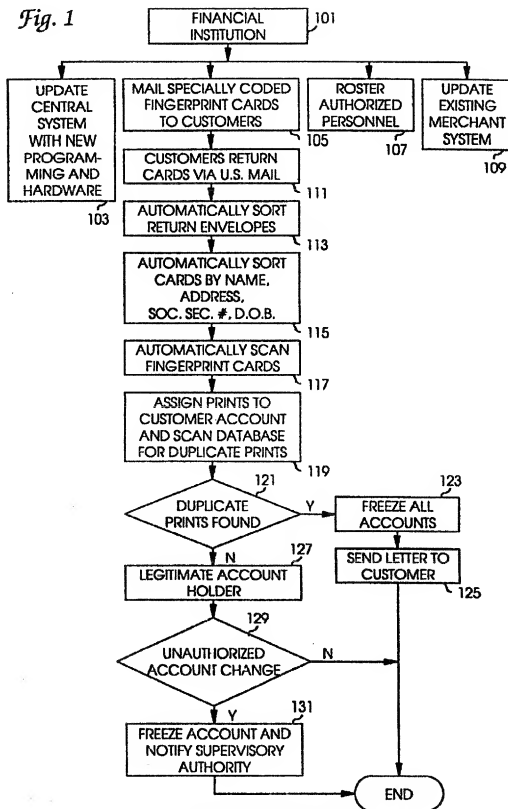 Fig. 1
FINANCIAL
INSTITUTION
101
UPDATE
CENTRAL
SYSTEM
WITH NEW
PROGRAM-
MING AND
HARDWARE
103
MAIL SPECIALLY CODED
FINGERPRINT CARDS
TO CUSTOMERS
105
ROSTER
AUTHORIZED
PERSONNEL
107
UPDATE
EXISTING
MERCHANT
SYSTEM
109
CUSTOMERS RETURN
CARDS VIA U.S. MAIL
111
AUTOMATICALLY SORT
RETURN ENVELOPES
113
AUTOMATICALLY SORT
CARDS BY NAME,
ADDRESS,
SOC. SEC. #, D.O.B.
115
AUTOMATICALLY SCAN
FINGERPRINT CARDS
117
ASSIGN PRINTS TO
CUSTOMER ACCOUNT
AND SCAN DATABASE
FOR DUPLICATE PRINTS
119
121
DUPLICATE
PRINTS FOUND
Y
N
123
FREEZE ALL
ACCOUNTS
SEND LETTER TO
CUSTOMER
125
127
LEGITIMATE ACCOUNT
HOLDER
129
UNAUTHORIZED
ACCOUNT CHANGE
N
Y
131
FREEZE ACCOUNT AND
NOTIFY SUPERVISORY
AUTHORITY
END